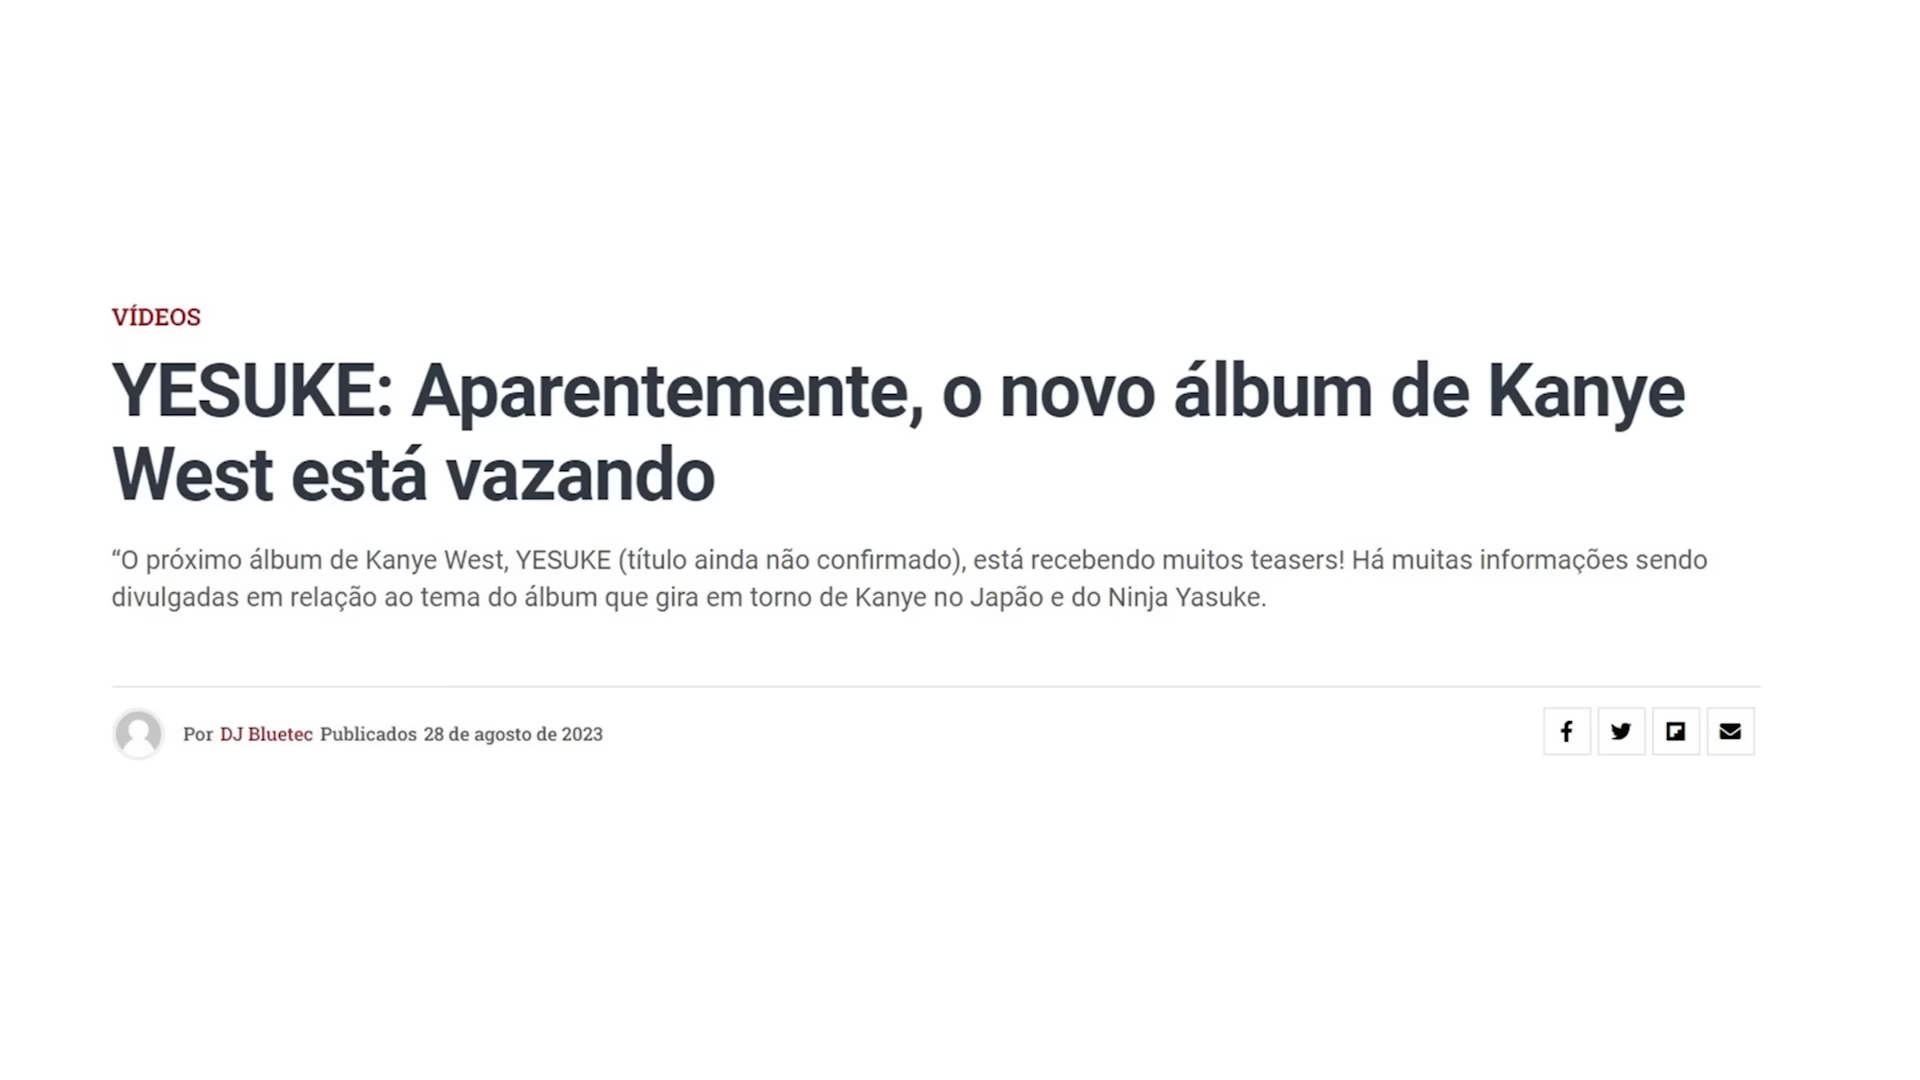 VÍDEOS
YESUKE: Aparentemente, o novo álbum de Kanye
West está vazando
“O próximo álbum de Kanye West, YESUKE (título ainda não confirmado), está recebendo muitos teasers! Há muitas informações sendo
divulgadas em relação ao tema do álbum que gira em torno de Kanye no Japão e do Ninja Yasuke.
Por DJ Bluetec Publicados 28 de agosto de 2023